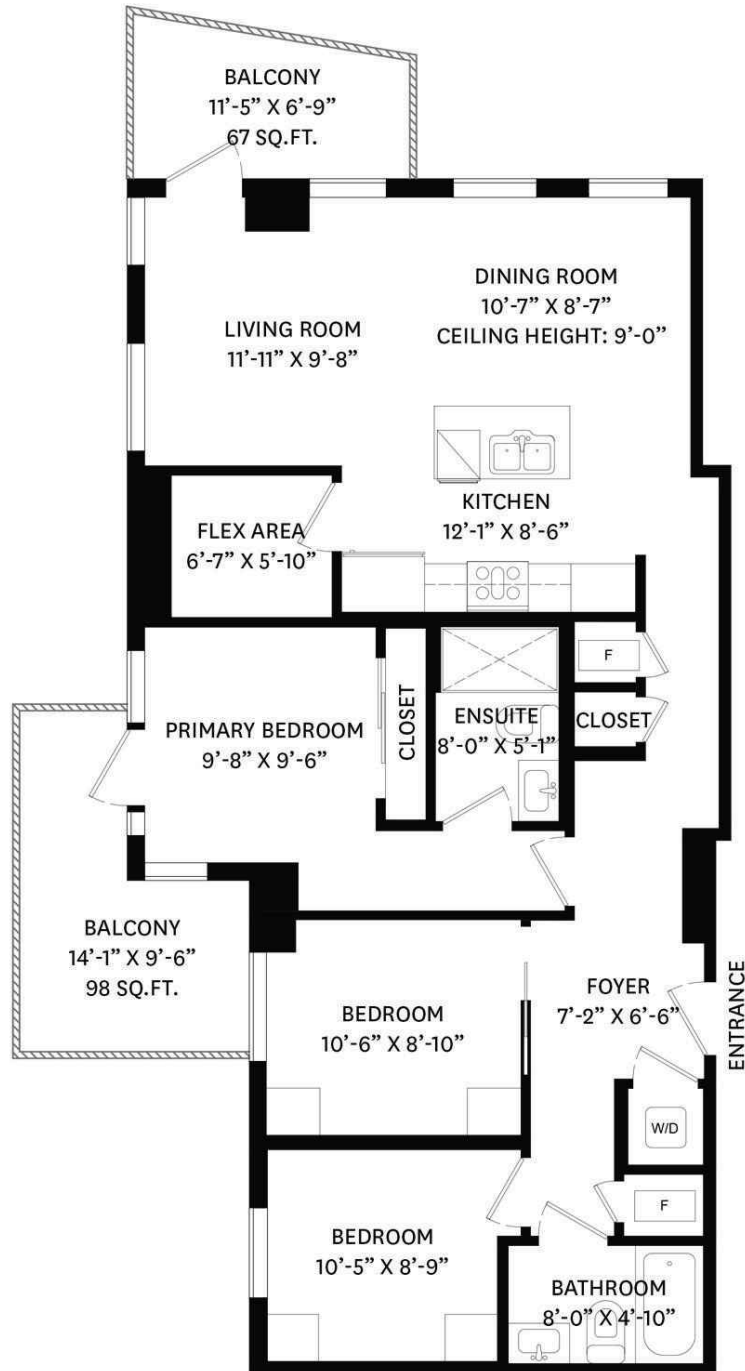 BALCONY
11’-5” X 6’-9”
67 SQ.FT.
DINING ROOM
10’-7” X 8’-7”
CEILING HEIGHT: 9’-0”
LIVING ROOM
11’-11” X 9’-8”
KITCHEN
12’-1” X 8’-6”
FLEX AREA
6’-7” X 5’-10”
F
CLOSET
ENSUITE
8’-0” X 5’-1”
CLOSET
PRIMARY BEDROOM
9’-8” X 9’-6”
BALCONY
14’-1” X 9’-6”
98 SQ.FT.
FOYER
7’-2” X 6’-6”
ENTRANCE
BEDROOM
10’-6” X 8’-10”
W/D
F
BEDROOM
10’-5” X 8’-9”
BATHROOM
8’-0” X 4’-10”